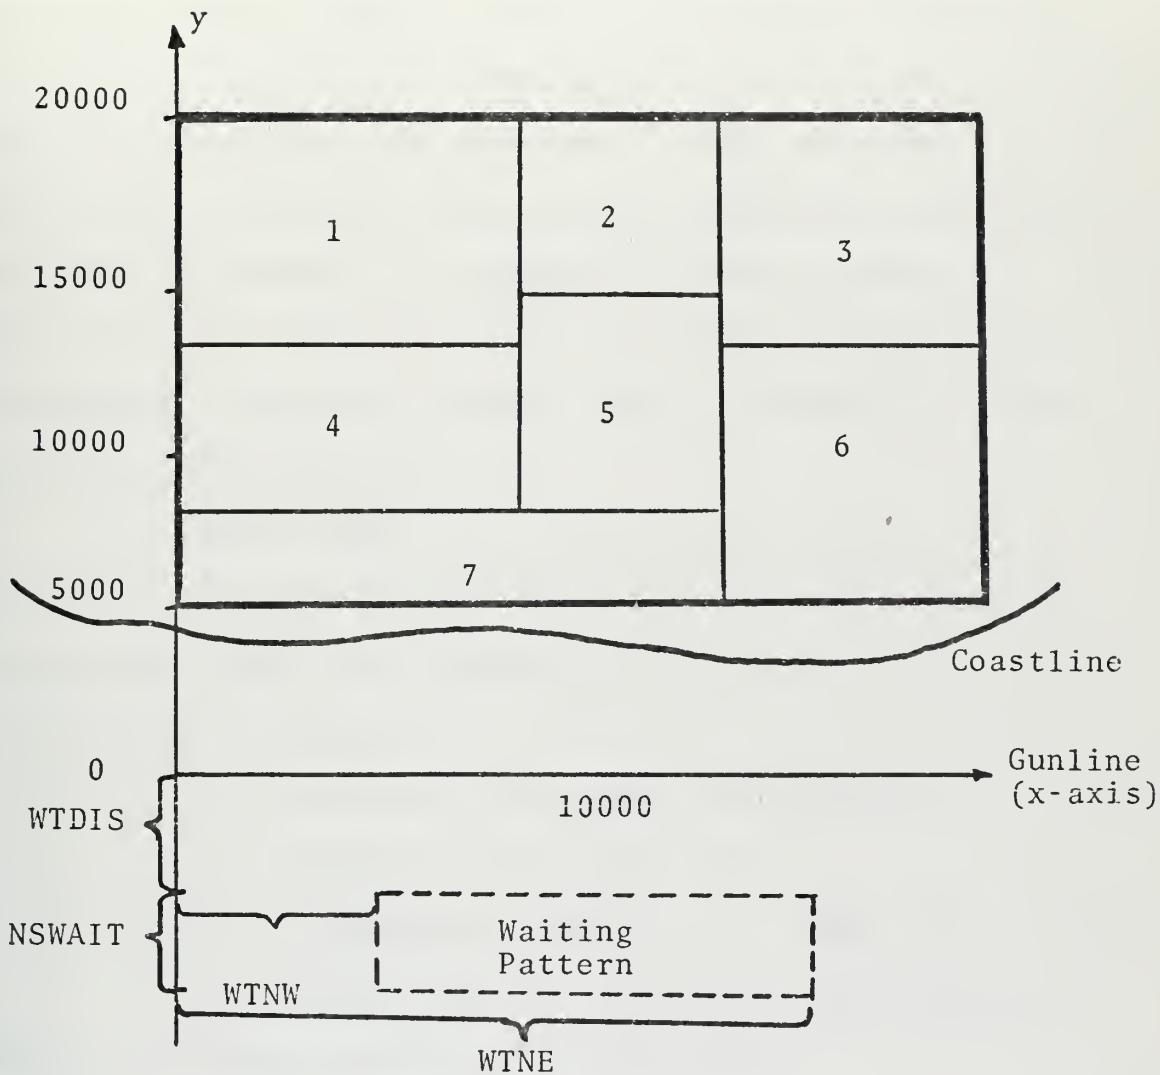 y
20000
1
2
3
15000
4
5
6
10000
7
5000
Coastline
0
Gunline
(x-axis)
10000
WTDIS
NSWAIT
Waiting
Pattern
WTNW
WTNE